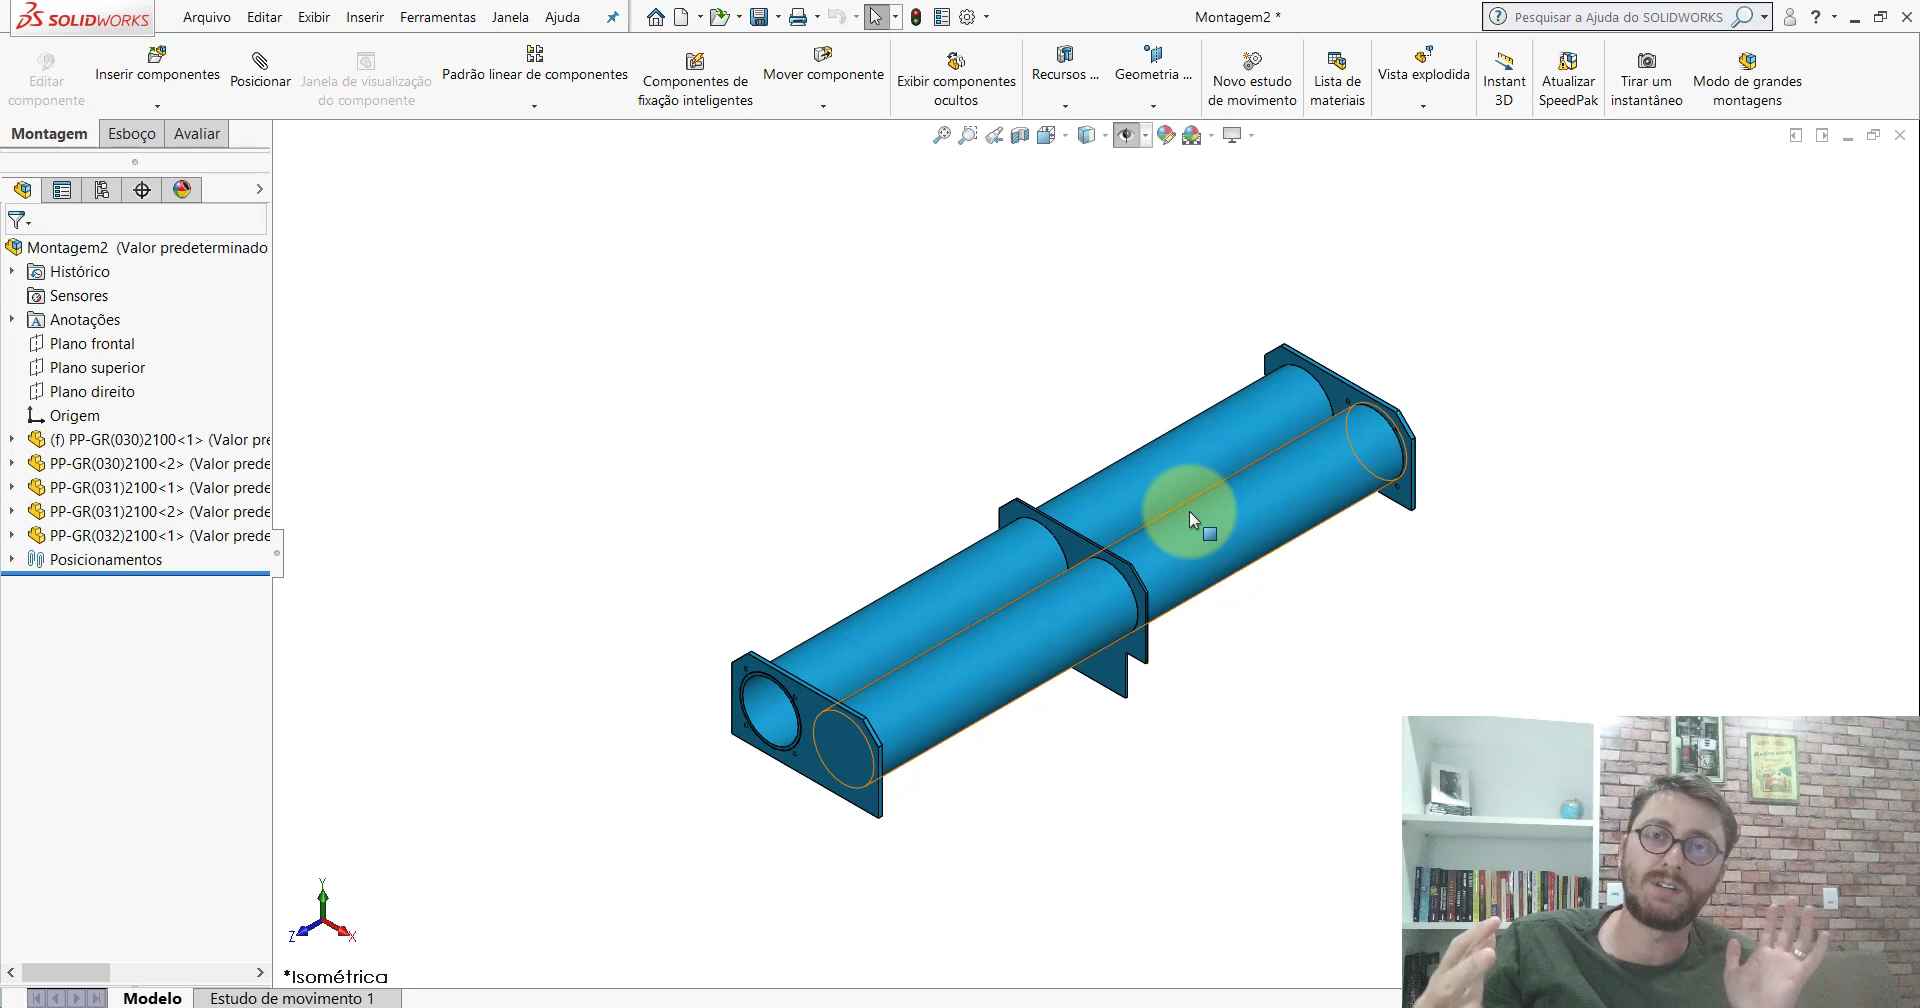 SOLIDWORKS
Arquivo Editar Exibir Inserir Ferramentas Janela Ajuda
Montagem2 *
Pesquisar a Ajuda do SOLIDWORKS
?
Editar componente
Inserir componentes
Posicionar
Janela de visualização do componente
Padrão linear de componentes
Componentes de fixação inteligentes
Mover componente
Exibir componentes ocultos
Recursos ...
Geometria ...
Novo estudo de movimento
Lista de materiais
Vista explodida
Instant 3D
Atualizar SpeedPak
Tirar um instantâneo
Modo de grandes montagens
Montagem Esboço Avaliar
Montagem2 (Valor predeterminado
Histórico
Sensores
Anotações
Plano frontal
Plano superior
Plano direito
Origem
(f) PP-GR(030)2100<1> (Valor pre
PP-GR(030)2100<2> (Valor prede
PP-GR(031)2100<1> (Valor prede
PP-GR(031)2100<2> (Valor prede
PP-GR(032)2100<1> (Valor prede
Posicionamentos
Y
Z
X
*Isométrica
Modelo Estudo de movimento 1